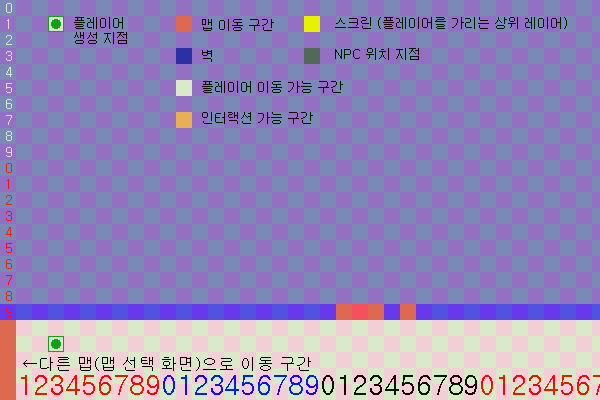 0
1 플레이어 맵 이동 구간 스크린 (플레이어를 가리는 상위 레이어)
2 생성 지점
3 벽 NPC 위치 지점
4
5 플레이어 이동 가능 구간
6
7 인터랙션 가능 구간
8
9
0
1
2
3
4
5
6
7
8
9
←다른 맵(맵 선택 화면)으로 이동 구간
1234567890123456789012345678901234567